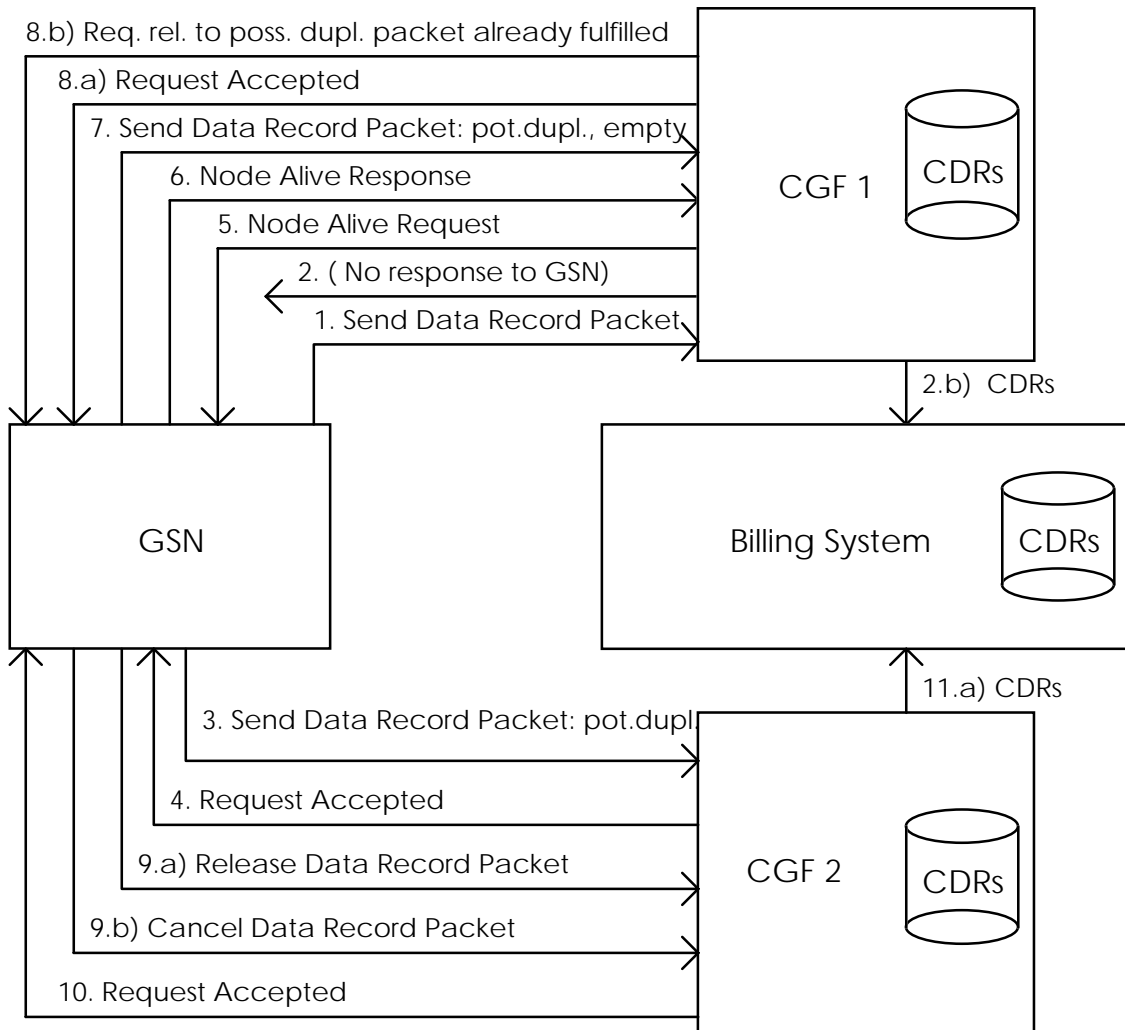 8.b) Req. rel. to poss. dupl. packet already fulfilled
8.a) Request Accepted
7. Send Data Record Packet: pot.dupl., empty
6. Node Alive Response
5. Node Alive Request
2. ( No response to GSN)
1. Send Data Record Packet
CGF 1
CDRs
2.b) CDRs
GSN
Billing System
CDRs
11.a) CDRs
3. Send Data Record Packet: pot.dupl.
4. Request Accepted
9.a) Release Data Record Packet
9.b) Cancel Data Record Packet
10. Request Accepted
CGF 2
CDRs